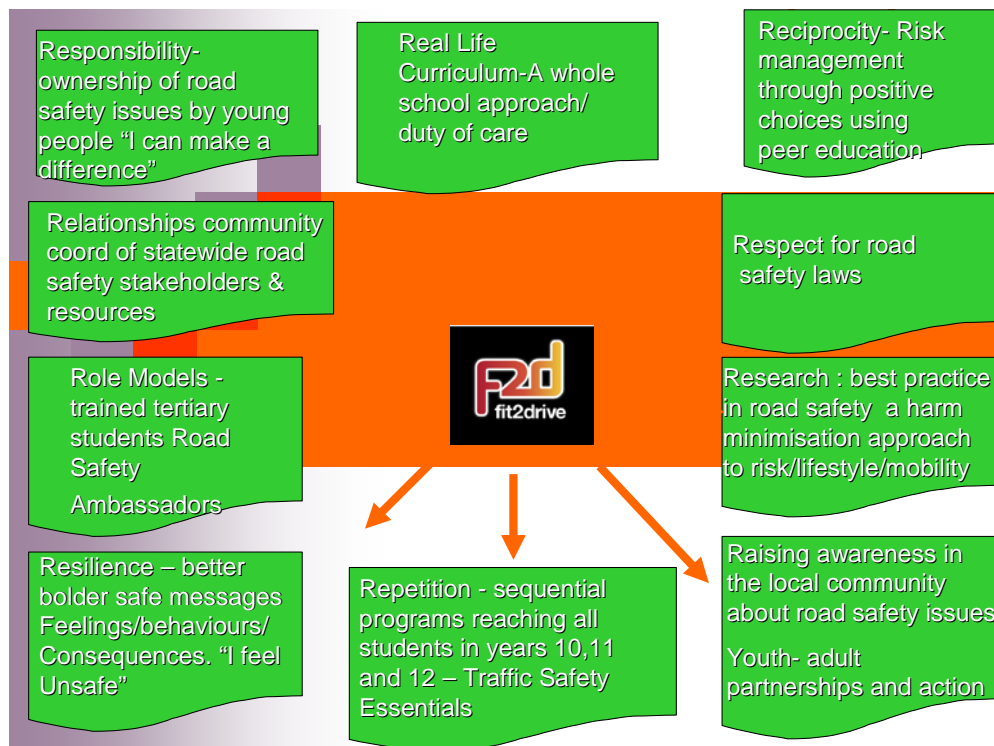 Responsibility-
ownership of road
safety issues by young
people “I can make a
difference”
Real Life
Curriculum-A whole
school approach/
duty of care
Reciprocity- Risk
management
through positive
choices using
peer education
Relationships community
coord of statewide road
safety stakeholders &
resources
Respect for road
safety laws
Role Models -
trained tertiary
students Road
Safety
Ambassadors
f2d
fit2drive
Research : best practice
in road safety a harm
minimisation approach
to risk/lifestyle/mobility
Resilience – better
bolder safe messages
Feelings/behaviours/
Consequences. “I feel
Unsafe”
Repetition - sequential
programs reaching all
students in years 10,11
and 12 – Traffic Safety
Essentials
Raising awareness in
the local community
about road safety issues
Youth- adult
partnerships and action